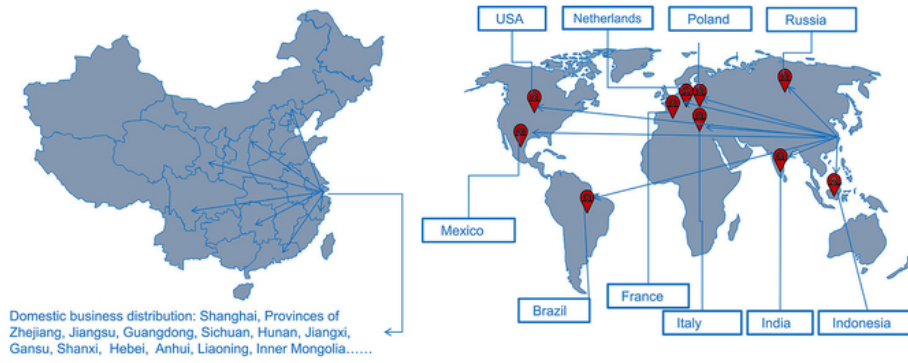 USA
Netherlands
Poland
Russia
Mexico
Brazil
France
Italy
India
Indonesia
Domestic business distribution: Shanghai, Provinces of
Zhejiang, Jiangsu, Guangdong, Sichuan, Hunan, Jiangxi,
Gansu, Shanxi, Hebei, Anhui, Liaoning, Inner Mongolia……